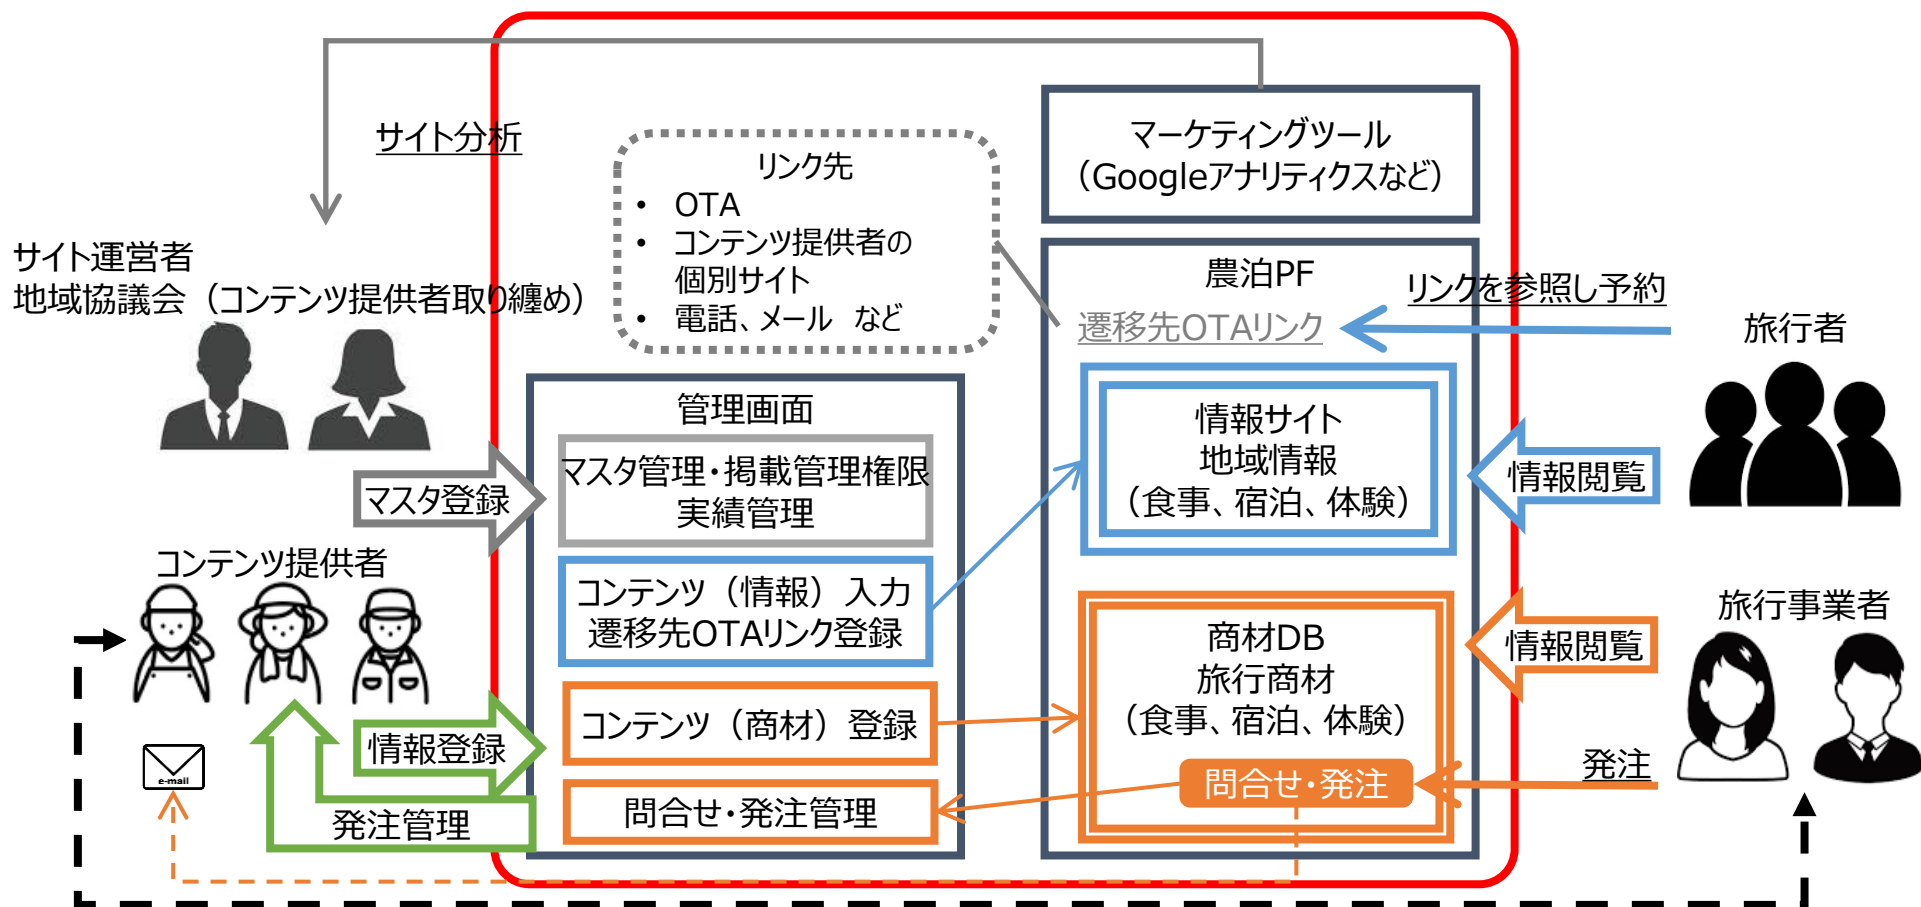 サイト分析
マーケティングツール
（Googleアナリティクスなど）
リンク先
• OTA
• コンテンツ提供者の
個別サイト
• 電話、メール など
サイト運営者
地域協議会（コンテンツ提供者取り纏め）
農泊PF
遷移先OTAリンク
リンクを参照し予約
旅行者
管理画面
マスタ管理・掲載管理権限
実績管理
マスタ登録
情報サイト
地域情報
（食事、宿泊、体験）
情報閲覧
コンテンツ提供者
コンテンツ（情報）入力
遷移先OTAリンク登録
旅行事業者
情報閲覧
商材DB
旅行商材
（食事、宿泊、体験）
コンテンツ（商材）登録
情報登録
e-mail
発注管理
問合せ・発注管理
問合せ・発注
発注